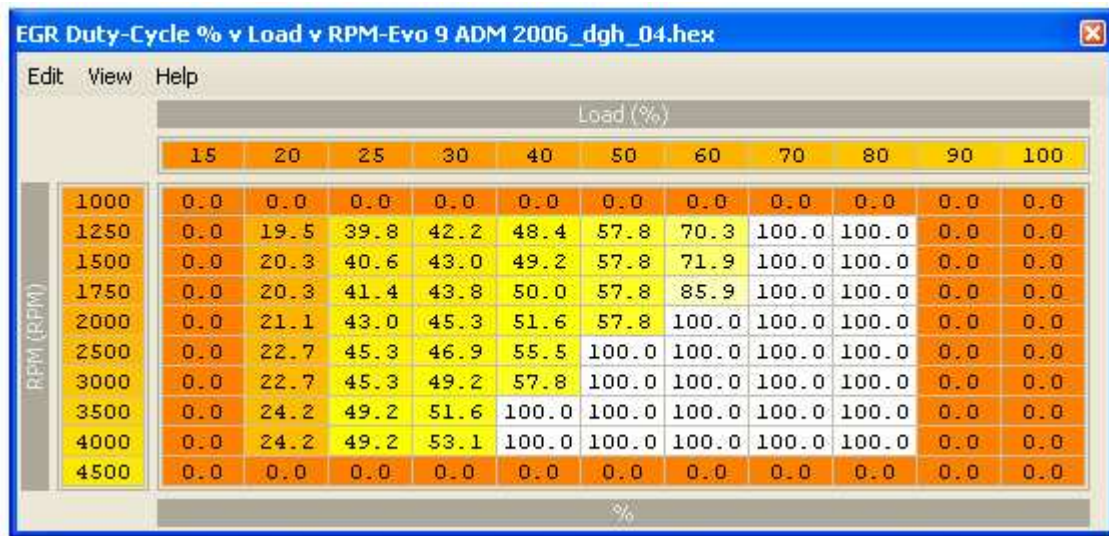 EGR Duty-Cycle % v Load v RPM-Evo 9 ADM 2006_dgh_04.hex
Edit View Help
Load (%)
15 20 25 30 40 50 60 70 80 90 100
RPM (RPM)
1000 0.0 0.0 0.0 0.0 0.0 0.0 0.0 0.0 0.0 0.0 0.0
1250 0.0 19.5 39.8 42.2 48.4 57.8 70.3 100.0 100.0 0.0 0.0
1500 0.0 20.3 40.6 43.0 49.2 57.8 71.9 100.0 100.0 0.0 0.0
1750 0.0 20.3 41.4 43.8 50.0 57.8 85.9 100.0 100.0 0.0 0.0
2000 0.0 21.1 43.0 45.3 51.6 57.8 100.0 100.0 100.0 0.0 0.0
2500 0.0 22.7 45.3 46.9 55.5 100.0 100.0 100.0 100.0 0.0 0.0
3000 0.0 22.7 45.3 49.2 57.8 100.0 100.0 100.0 100.0 0.0 0.0
3500 0.0 24.2 49.2 51.6 100.0 100.0 100.0 100.0 100.0 0.0 0.0
4000 0.0 24.2 49.2 53.1 100.0 100.0 100.0 100.0 100.0 0.0 0.0
4500 0.0 0.0 0.0 0.0 0.0 0.0 0.0 0.0 0.0 0.0 0.0
%